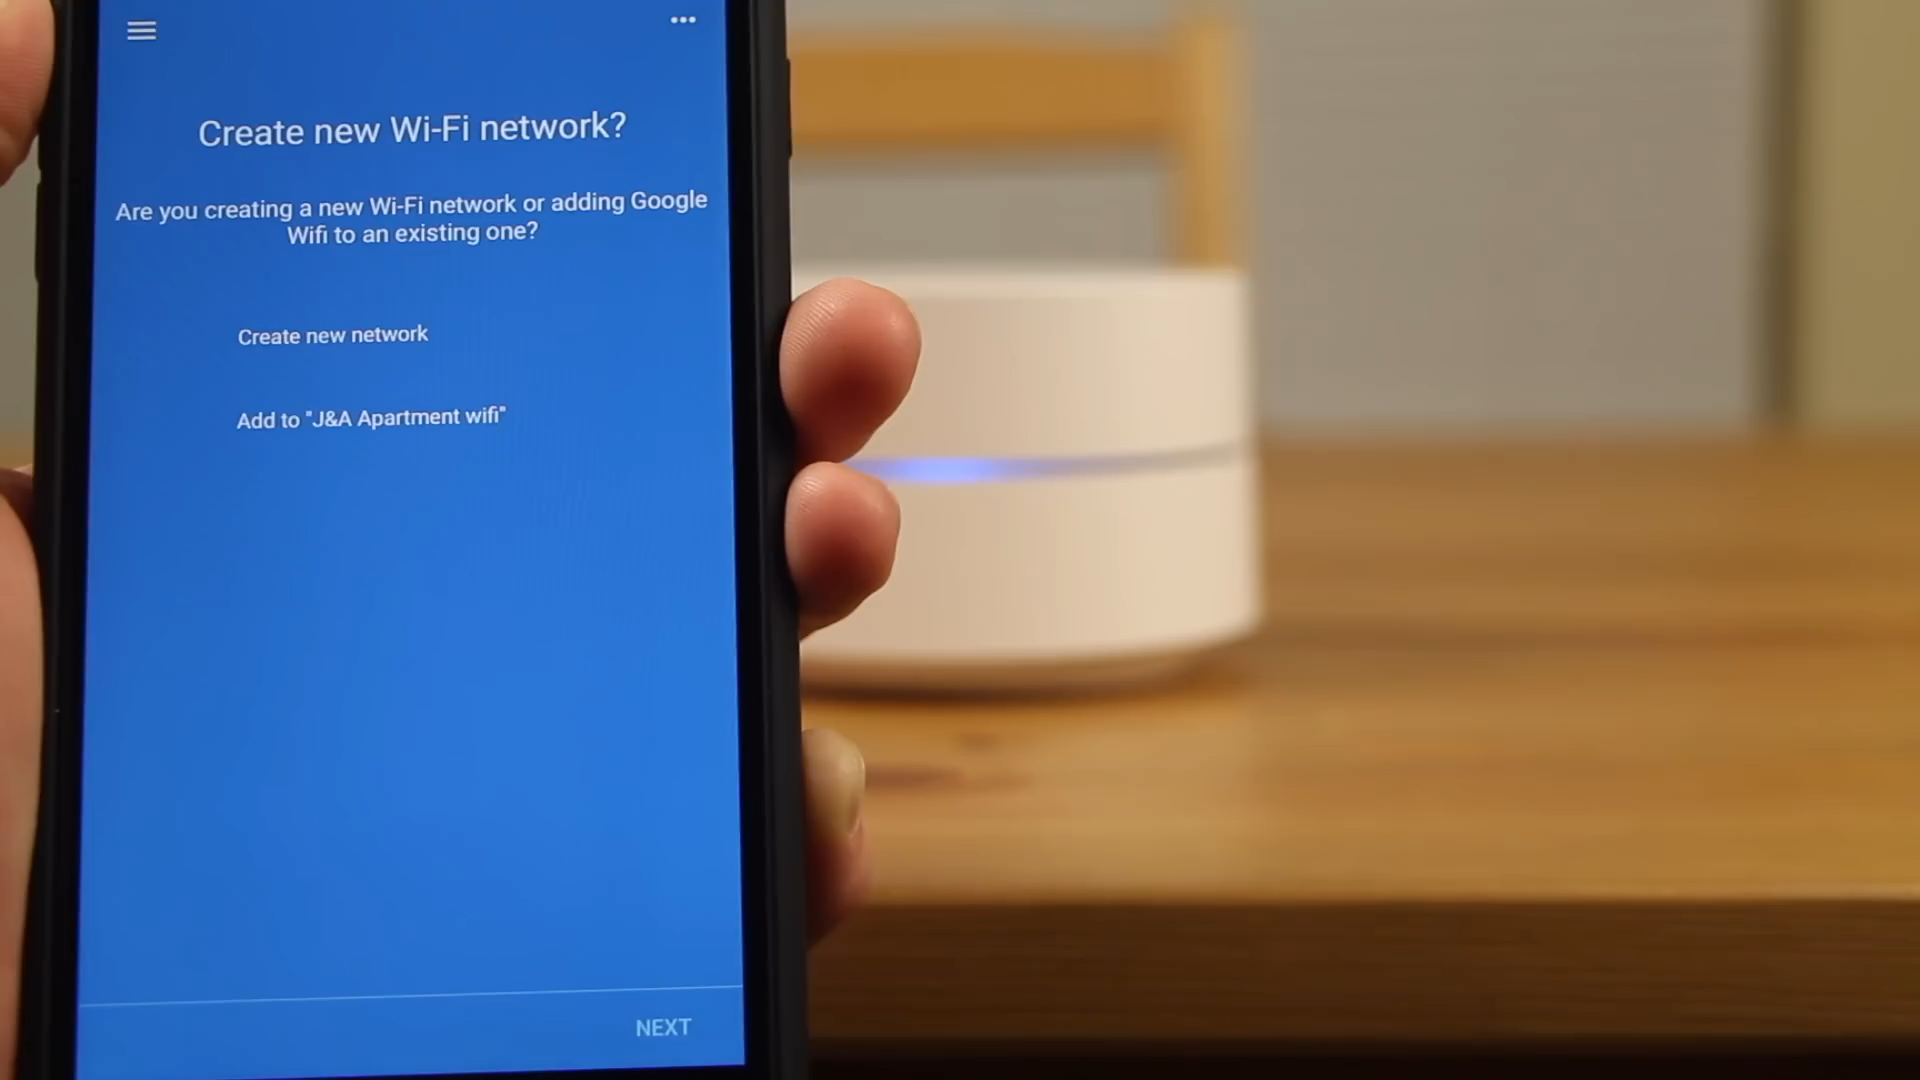 Create new Wi-Fi network?
Are you creating a new Wi-Fi network or adding Google
Wifi to an existing one?
Create new network
Add to "J&A Apartment wifi"
NEXT